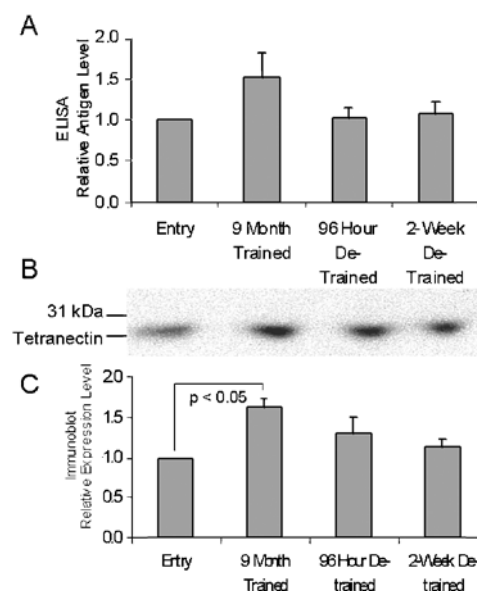 A
ELISA
Relative Antigen Level
2.0
1.5
1.0
0.5
0.0
Entry
9 Month
Trained
96 Hour
De-
Trained
2-Week
De-
Trained
B
31 kDa
Tetranectin
C
Immunoblot
Relative Expression Level
2.0
1.5
1.0
0.5
0.0
p < 0.05
Entry
9 Month
Trained
96 Hour De-
trained
2-Week De-
trained